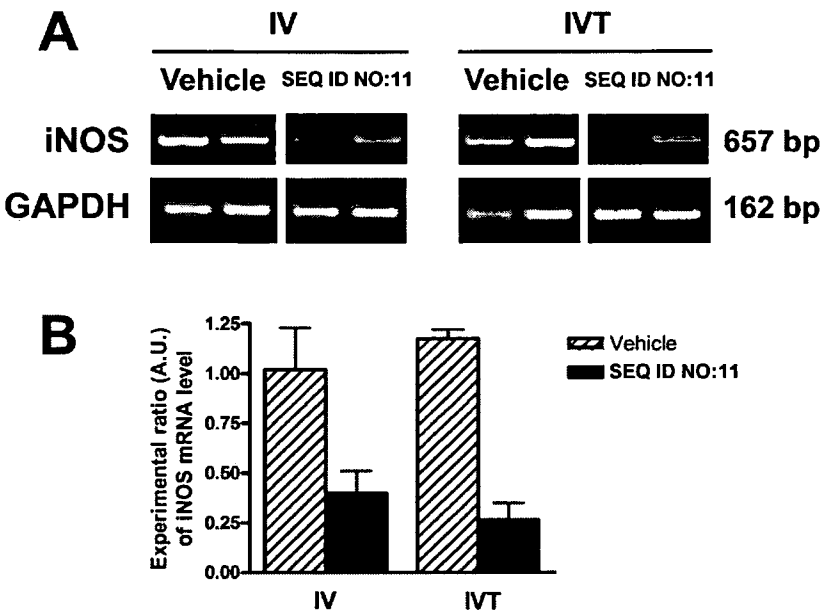 A
IV
IVT
Vehicle
SEQ ID NO:11
Vehicle
SEQ ID NO:11
iNOS
657 bp
GAPDH
162 bp
B
Experimental ratio (A.U.)
of iNOS mRNA level
1.25
1.00
0.75
0.50
0.25
0.00
IV
IVT
Vehicle
SEQ ID NO:11